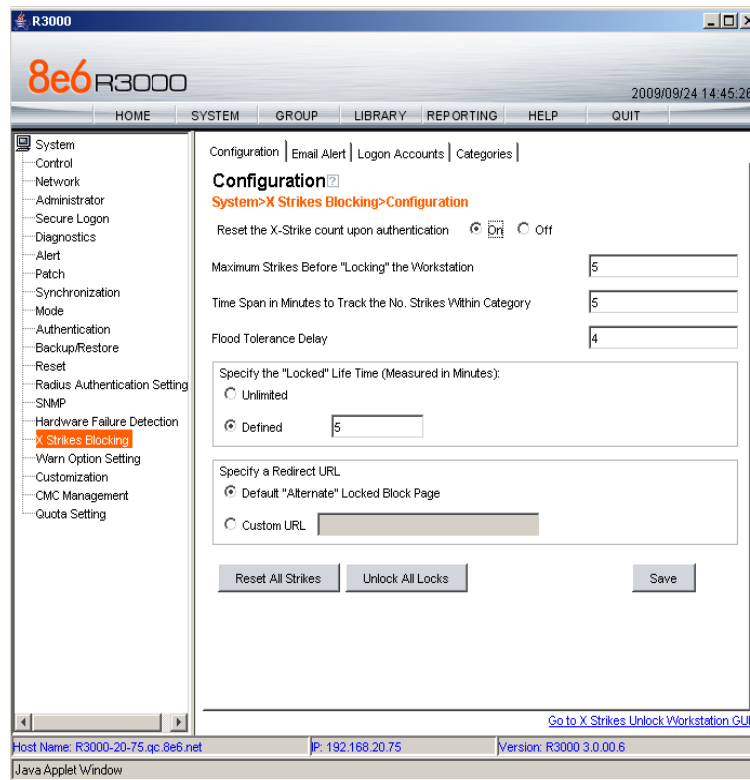 R3000
8e6 R3000
2009/09/24 14:45:26
HOME SYSTEM GROUP LIBRARY REPORTING HELP QUIT
System
Control
Network
Administrator
Secure Logon
Diagnostics
Alert
Patch
Synchronization
Mode
Authentication
Backup/Restore
Reset
Radius Authentication Setting
SNMP
Hardware Failure Detection
X Strikes Blocking
Warn Option Setting
Customization
CMC Management
Quota Setting
Configuration Email Alert Logon Accounts Categories
Configuration ?
System>X Strikes Blocking>Configuration
Reset the X-Strike count upon authentication On Off
Maximum Strikes Before "Locking" the Workstation 5
Time Span in Minutes to Track the No. Strikes Within Category 5
Flood Tolerance Delay 4
Specify the "Locked" Life Time (Measured in Minutes):
Unlimited
Defined 5
Specify a Redirect URL
Default "Alternate" Locked Block Page
Custom URL
Reset All Strikes Unlock All Locks Save
Go to X Strikes Unlock Workstation GUI
Host Name: R3000-20-75.qc.8e6.net IP: 192.168.20.75 Version: R3000 3.0.00.6
Java Applet Window